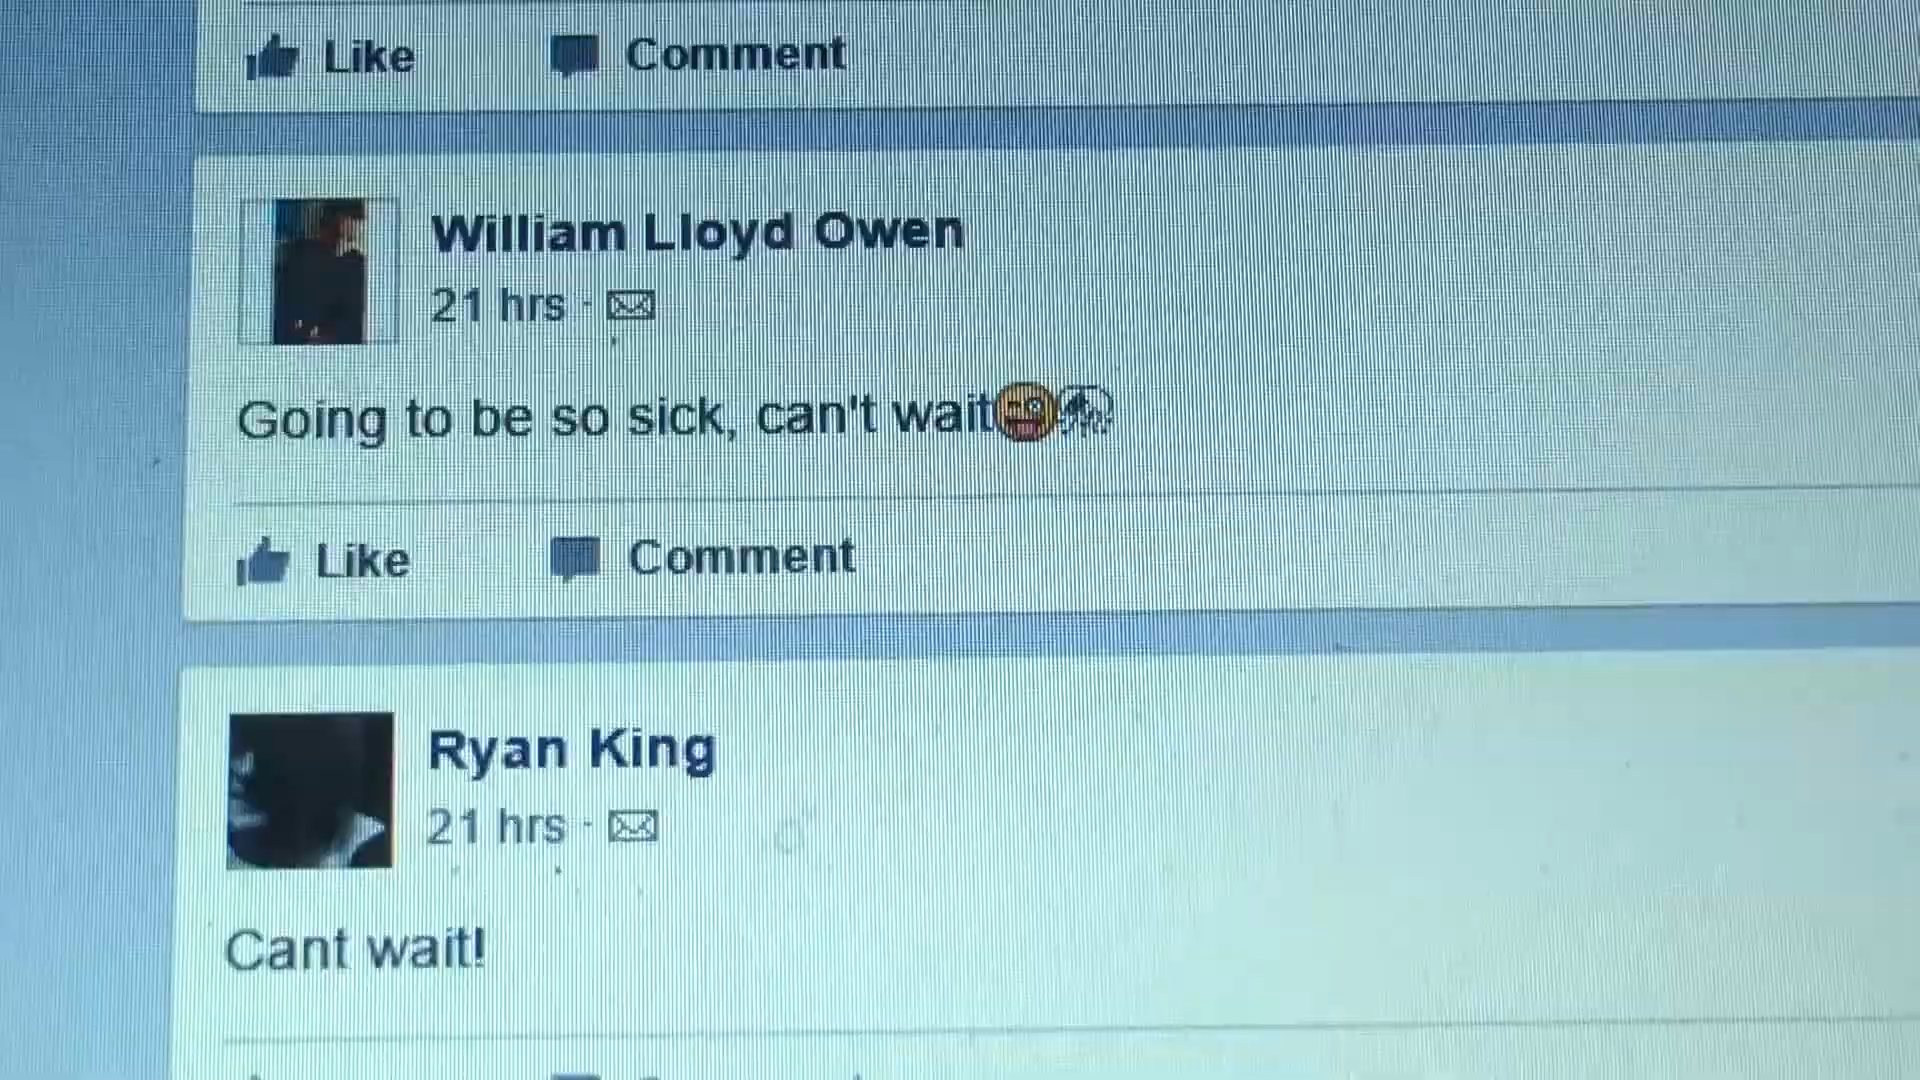 Like Comment
William Lloyd Owen
21 hrs ·
Going to be so sick, can't wait😜
Like Comment
Ryan King
21 hrs ·
Cant wait!